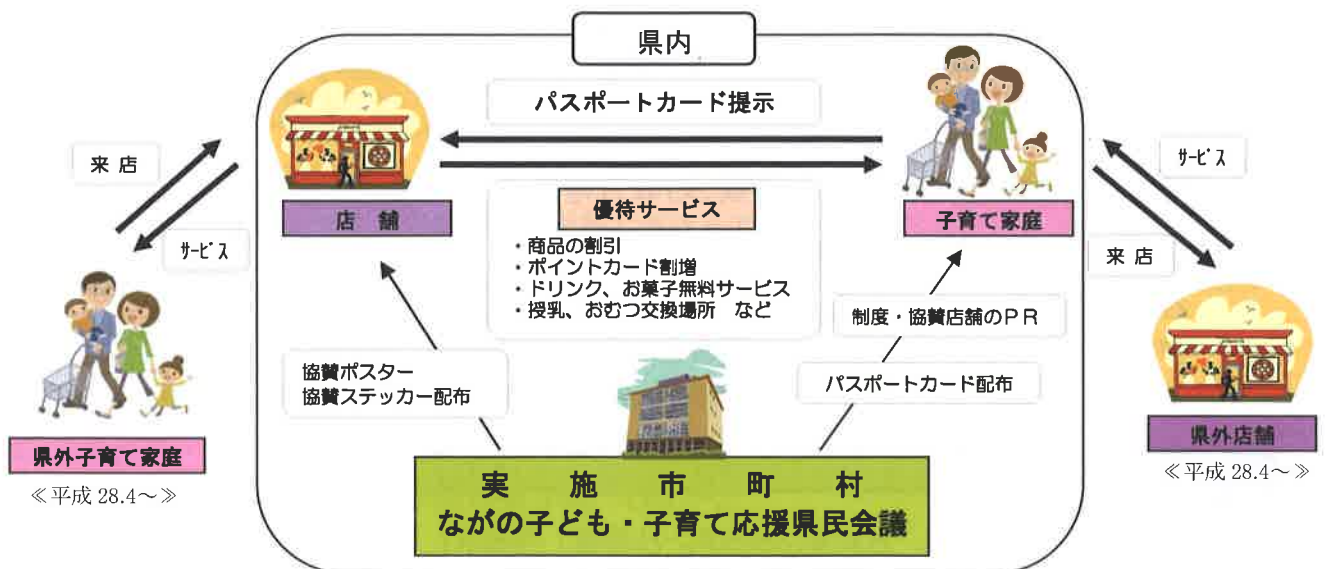 県内
パスポートカード提示
来 店
サービス
サービス
来 店
店 舗
優待サービス
・商品の割引
・ポイントカード割増
・ドリンク、お菓子無料サービス
・授乳、おむつ交換場所 など
子育て家庭
協賛ポスター
協賛ステッカー配布
制度・協賛店舗のPR
パスポートカード配布
県外子育て家庭
≪平成 28.4~≫
県外店舗
≪平成 28.4~≫
実 施 市 町 村
ながの子ども・子育て応援県民会議